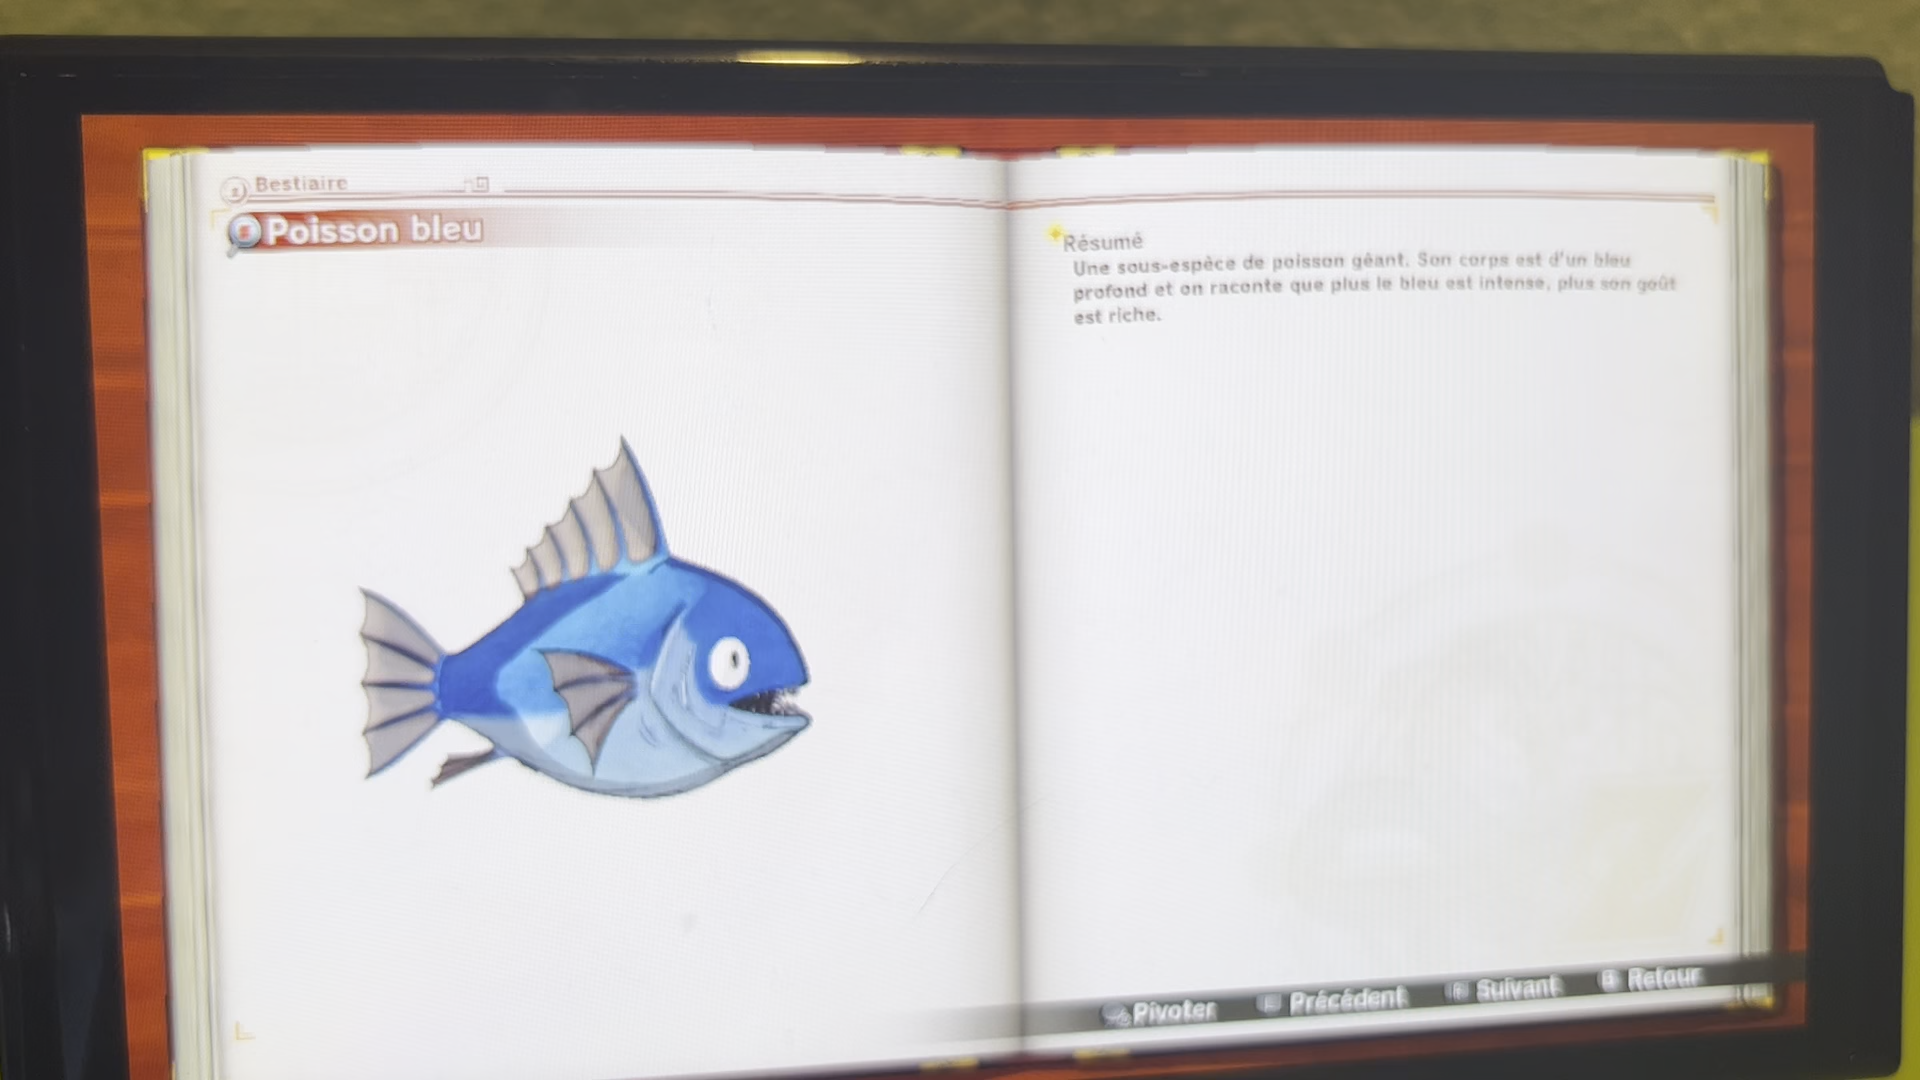 Bestiaire
Poisson bleu
Résumé
Une sous-espèce de poisson géant. Son corps est d'un bleu
profond et on raconte que plus le bleu est intense, plus son goût
est riche.
Pivoter Précédent Suivant Retour